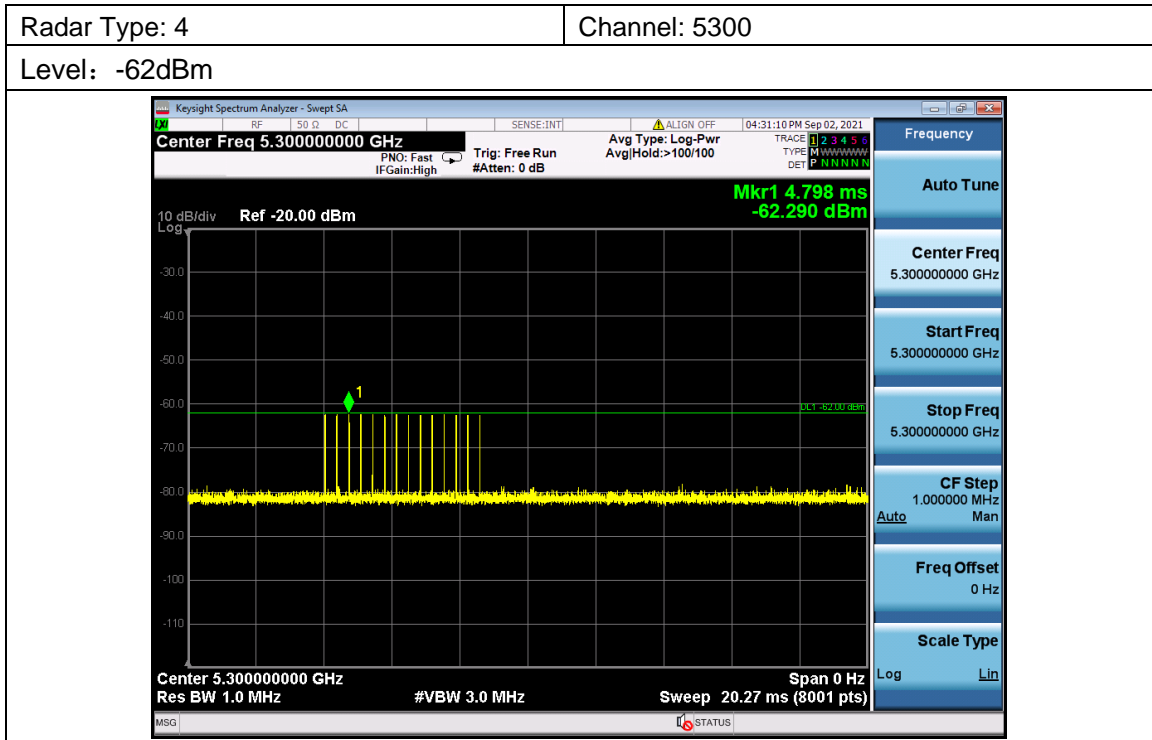 Radar Type: 4
Channel: 5300
Level：-62dBm
Keysight Spectrum Analyzer - Swept SA
LXI RF 50 Ω DC SENSE:INT ALIGN OFF 04:31:10 PM Sep 02, 2021
Center Freq 5.300000000 GHz
PNO: Fast
IFGain:High
Trig: Free Run
#Atten: 0 dB
Avg Type: Log-Pwr
Avg|Hold:>100/100
TRACE 1 2 3 4 5 6
TYPE M WWWWW
DET P N N N N N
Mkr1 4.798 ms
-62.290 dBm
10 dB/div Ref -20.00 dBm
Log
-30.0
-40.0
-50.0
-60.0
-70.0
-80.0
-90.0
-100
-110
1
DL1 -62.00 dBm
Center 5.300000000 GHz
Span 0 Hz
Res BW 1.0 MHz
#VBW 3.0 MHz
Sweep 20.27 ms (8001 pts)
MSG
STATUS
Frequency
Auto Tune
Center Freq
5.300000000 GHz
Start Freq
5.300000000 GHz
Stop Freq
5.300000000 GHz
CF Step
1.000000 MHz
Auto Man
Freq Offset
0 Hz
Scale Type
Log Lin